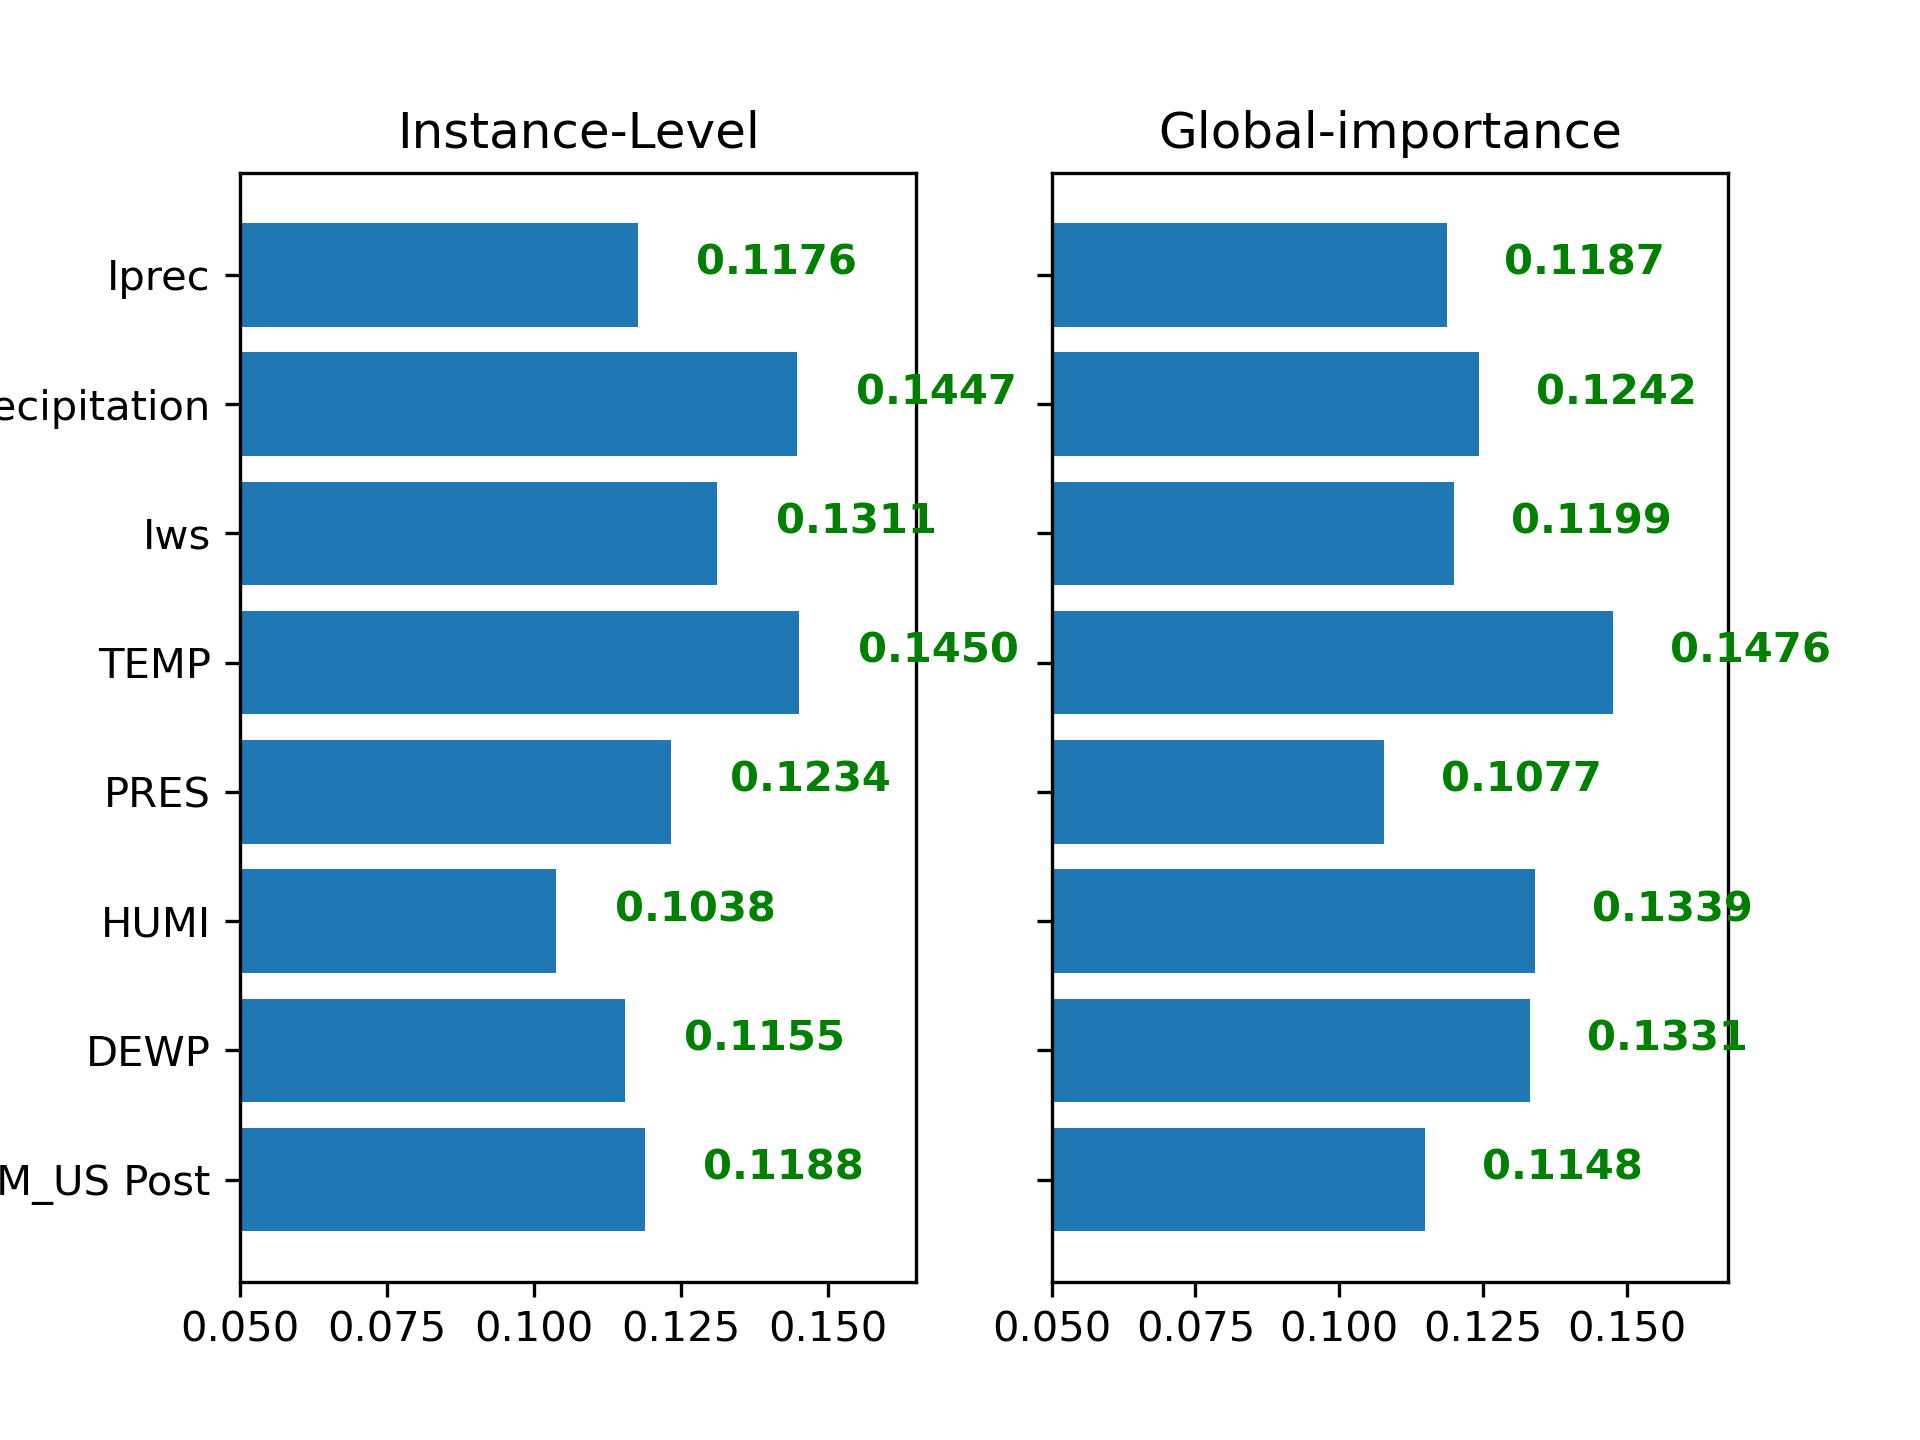 Instance-Level
Iprec
ecipitation
Iws
TEMP
PRES
HUMI
DEWP
M_US Post
0.1176
0.1447
0.1311
0.1450
0.1234
0.1038
0.1155
0.1188
0.050 0.075 0.100 0.125 0.150
Global-importance
0.1187
0.1242
0.1199
0.1476
0.1077
0.1339
0.1331
0.1148
0.050 0.075 0.100 0.125 0.150